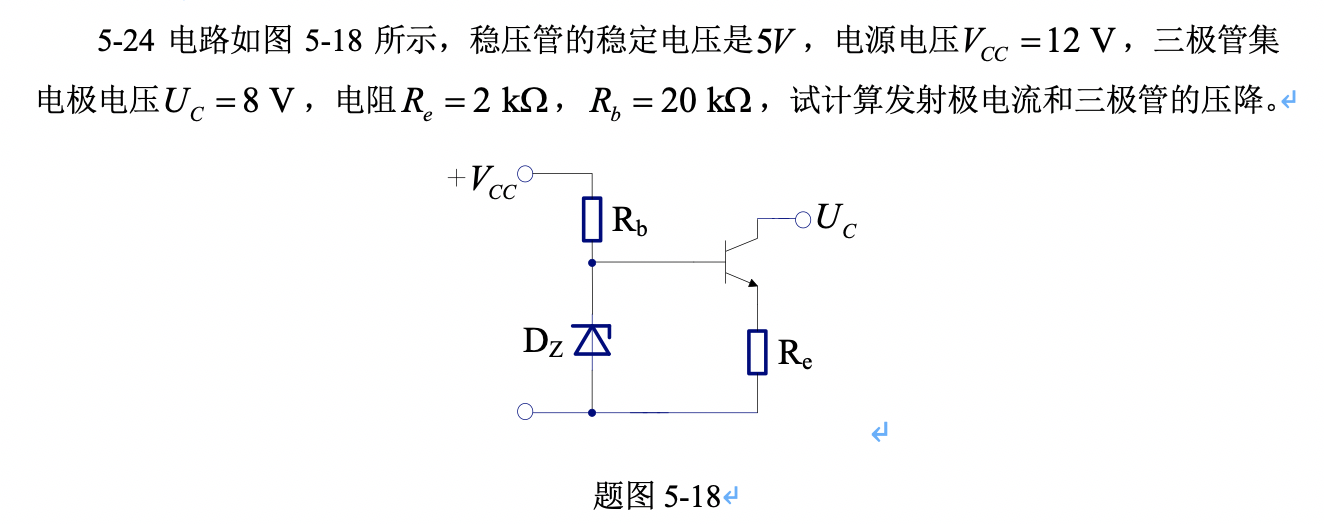 5-24 电路如图 5-18 所示，稳压管的稳定电压是5V，电源电压V_CC = 12 V，三极管集
电极电压U_C = 8 V，电阻R_e = 2 kΩ，R_b = 20 kΩ，试计算发射极电流和三极管的压降。↵
+V_CC
R_b
U_C
D_Z
R_e
↵
题图 5-18↵